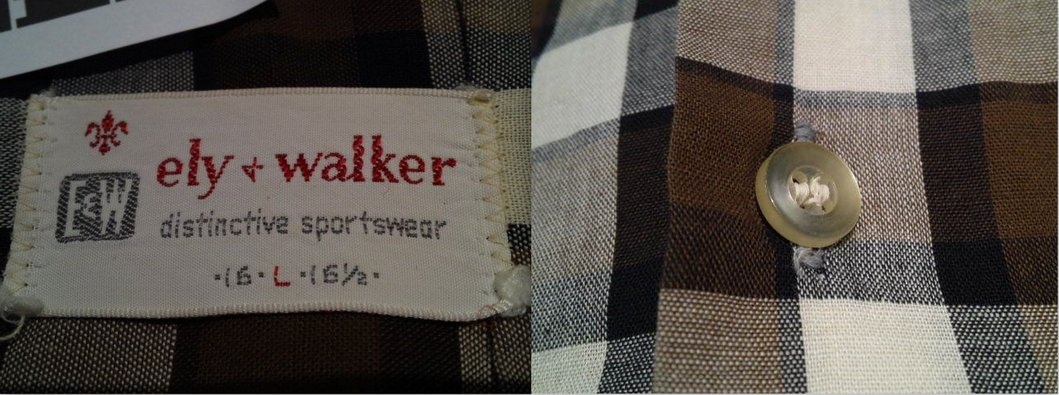 ely + walker
E&W
distinctive sportswear
·16·L·16½·